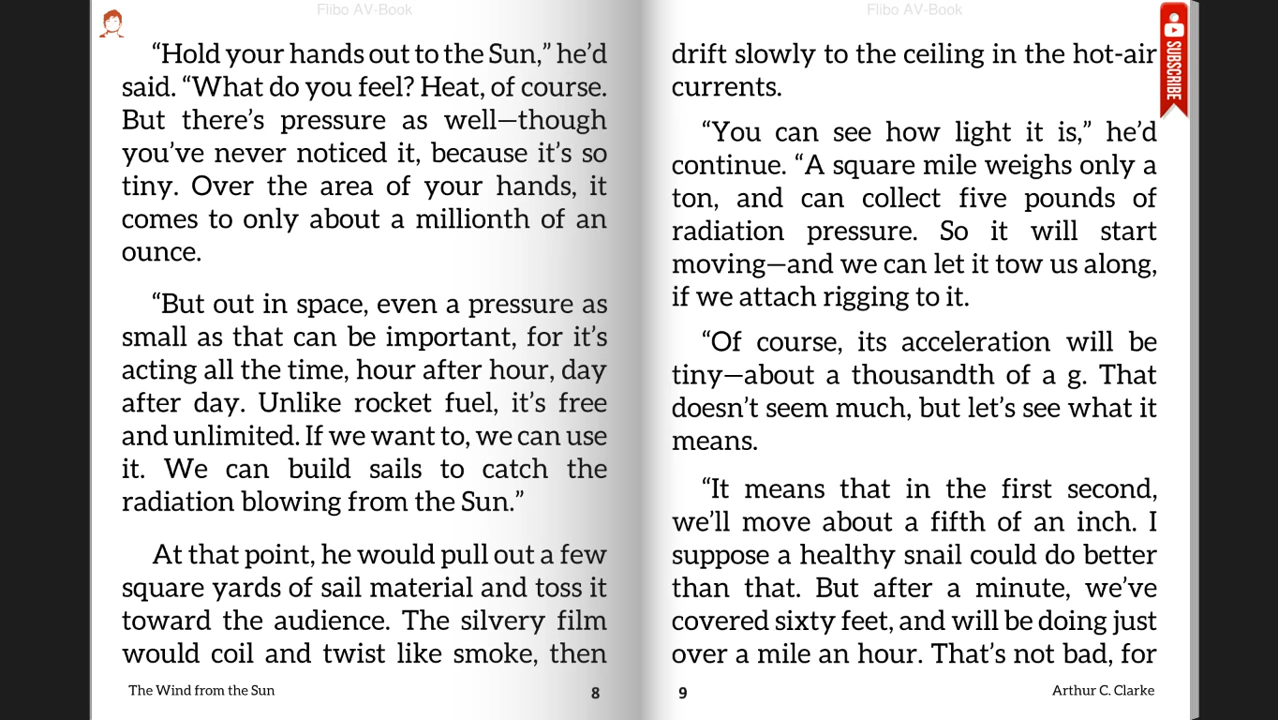 Flibo AV-Book
“Hold your hands out to the Sun,” he’d
said. “What do you feel? Heat, of course.
But there’s pressure as well—though
you’ve never noticed it, because it’s so
tiny. Over the area of your hands, it
comes to only about a millionth of an
ounce.
“But out in space, even a pressure as
small as that can be important, for it’s
acting all the time, hour after hour, day
after day. Unlike rocket fuel, it’s free
and unlimited. If we want to, we can use
it. We can build sails to catch the
radiation blowing from the Sun.”
At that point, he would pull out a few
square yards of sail material and toss it
toward the audience. The silvery film
would coil and twist like smoke, then
The Wind from the Sun
8
Flibo AV-Book
drift slowly to the ceiling in the hot-air
currents.
“You can see how light it is,” he’d
continue. “A square mile weighs only a
ton, and can collect five pounds of
radiation pressure. So it will start
moving—and we can let it tow us along,
if we attach rigging to it.
“Of course, its acceleration will be
tiny—about a thousandth of a g. That
doesn’t seem much, but let’s see what it
means.
“It means that in the first second,
we’ll move about a fifth of an inch. I
suppose a healthy snail could do better
than that. But after a minute, we’ve
covered sixty feet, and will be doing just
over a mile an hour. That’s not bad, for
9
Arthur C. Clarke
SUBSCRIBE